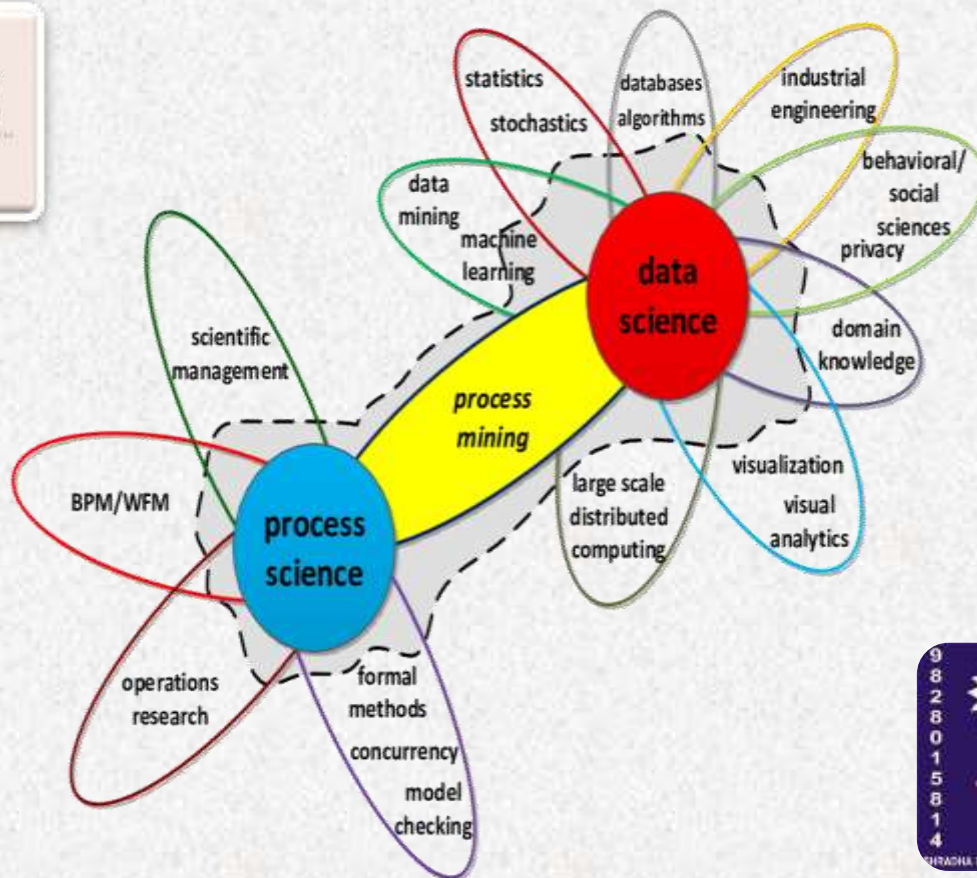 statistics
stochastics
databases
algorithms
industrial
engineering
behavioral/
social
sciences
privacy
data
mining
machine
learning
data
science
domain
knowledge
scientific
management
process
mining
visualization
visual
analytics
large scale
distributed
computing
BPM/WFM
process
science
operations
research
formal
methods
concurrency
model
checking
9
8
2
8
0
1
5
8
1
4